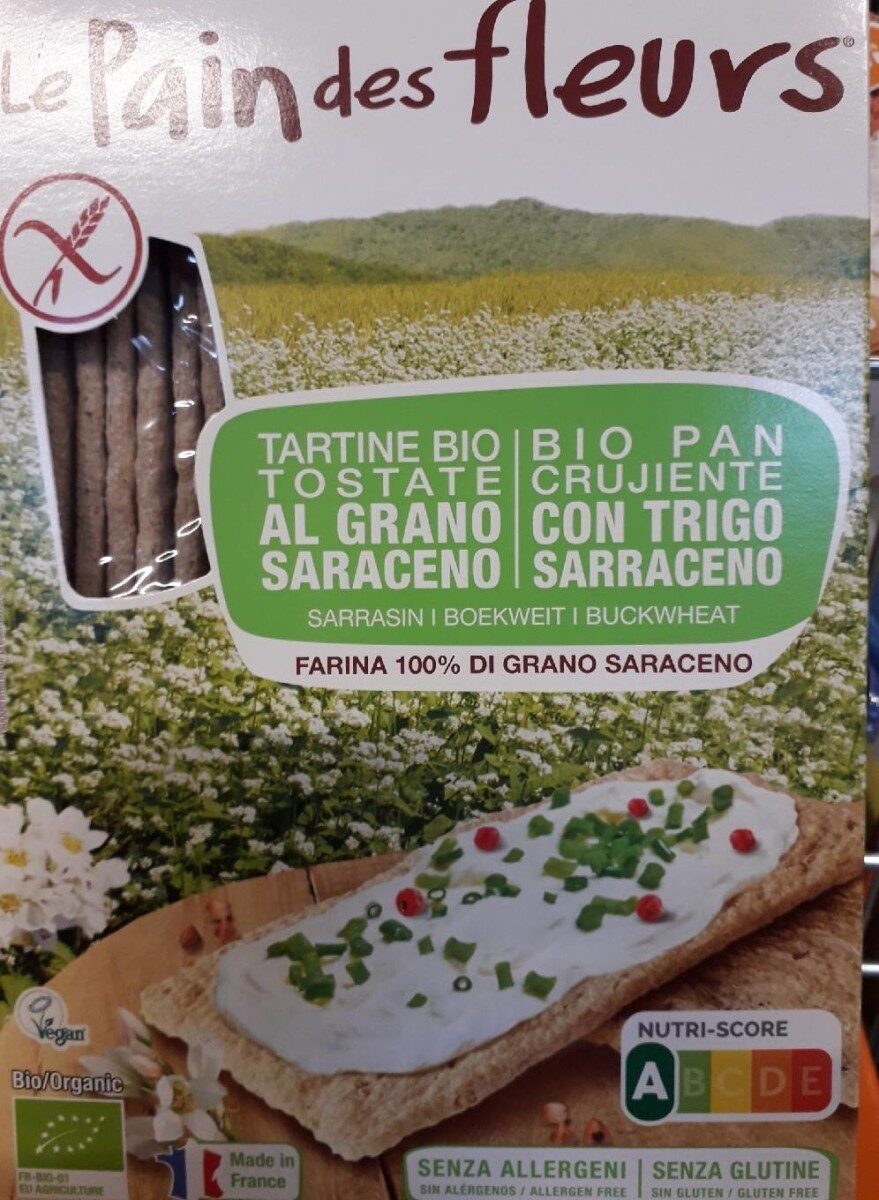 Le Pain des fleurs®
TARTINE BIO
TOSTATE
AL GRANO
SARACENO
BIO PAN
CRUJIENTE
CON TRIGO
SARRACENO
SARRASIN | BOEKWEIT | BUCKWHEAT
FARINA 100% DI GRANO SARACENO
Vegan
Bio/Organic
FR-BIO-01
EU AGRICULTURE
Made in
France
NUTRI-SCORE
A B C D E
SENZA ALLERGENI
SIN ALÉRGENOS / ALLERGEN FREE
SENZA GLUTINE
SIN GLUTEN / GLUTEN FREE